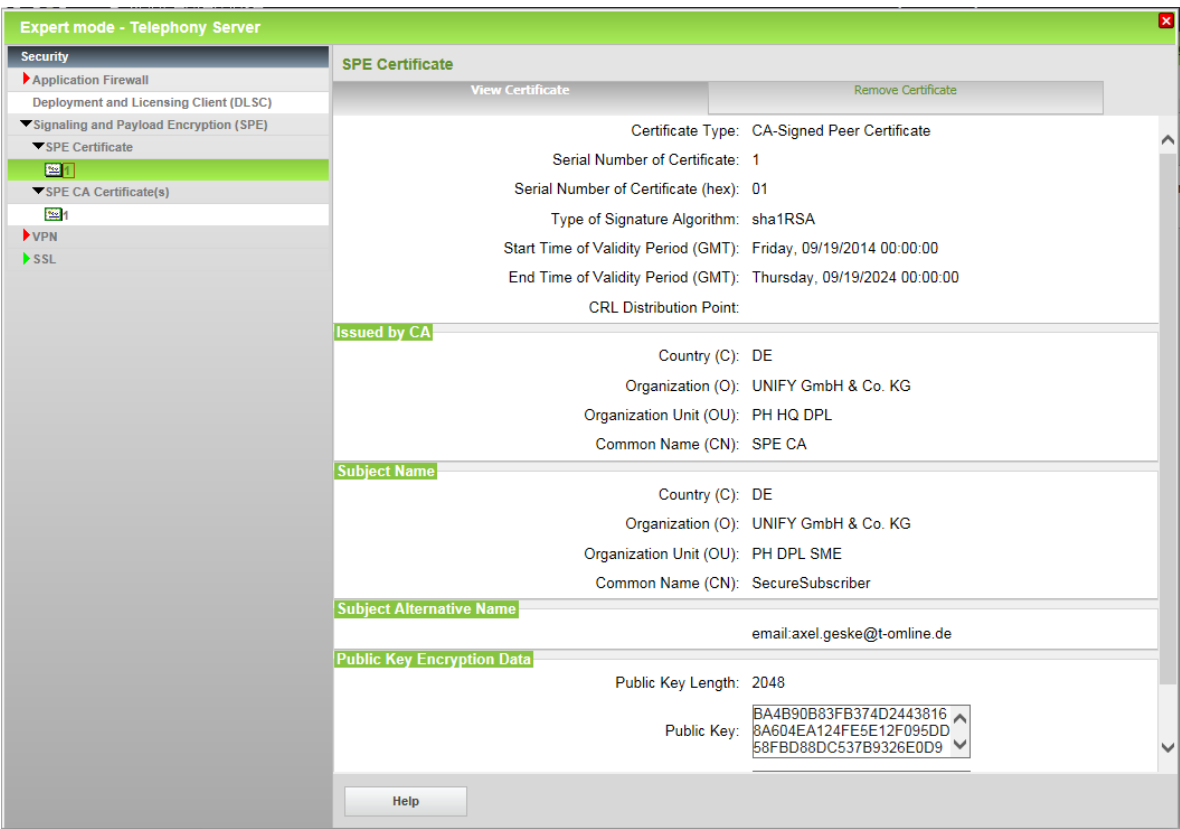 Expert mode - Telephony Server
Security
Application Firewall
Deployment and Licensing Client (DLSC)
Signaling and Payload Encryption (SPE)
SPE Certificate
1
SPE CA Certificate(s)
1
VPN
SSL
SPE Certificate
View Certificate Remove Certificate
Certificate Type: CA-Signed Peer Certificate
Serial Number of Certificate: 1
Serial Number of Certificate (hex): 01
Type of Signature Algorithm: sha1RSA
Start Time of Validity Period (GMT): Friday, 09/19/2014 00:00:00
End Time of Validity Period (GMT): Thursday, 09/19/2024 00:00:00
CRL Distribution Point:
Issued by CA
Country (C): DE
Organization (O): UNIFY GmbH & Co. KG
Organization Unit (OU): PH HQ DPL
Common Name (CN): SPE CA
Subject Name
Country (C): DE
Organization (O): UNIFY GmbH & Co. KG
Organization Unit (OU): PH DPL SME
Common Name (CN): SecureSubscriber
Subject Alternative Name
email:axel.geske@t-omline.de
Public Key Encryption Data
Public Key Length: 2048
Public Key: BA4B90B83FB374D2443816
8A604EA124FE5E12F095DD
58FBD88DC537B9326E0D9
Help